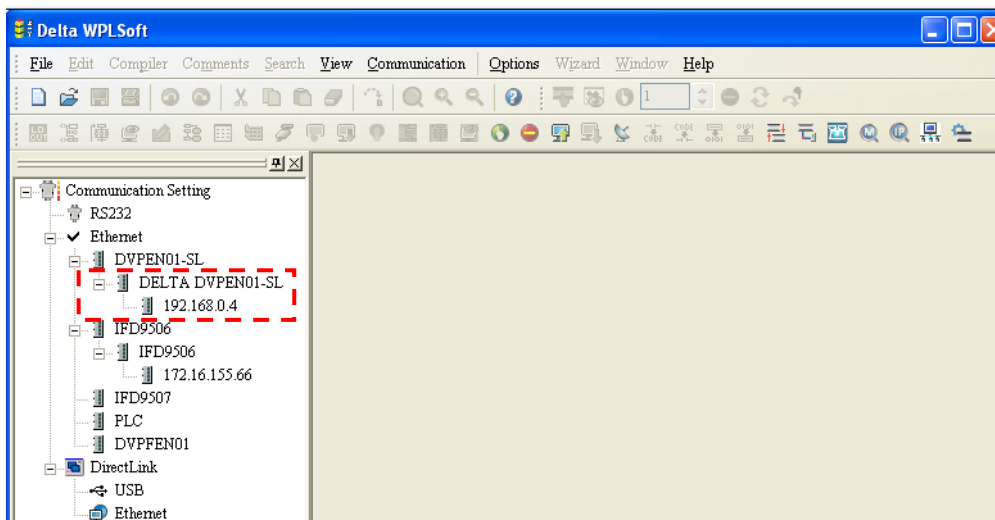 Delta WPLSoft
File Edit Compiler Comments Search View Communication Options Wizard Window Help
1
CODE
Communication Setting
RS232
Ethernet
DVPEN01-SL
DELTA DVPEN01-SL
192.168.0.4
IFD9506
IFD9506
172.16.155.66
IFD9507
PLC
DVPFEN01
DirectLink
USB
Ethernet